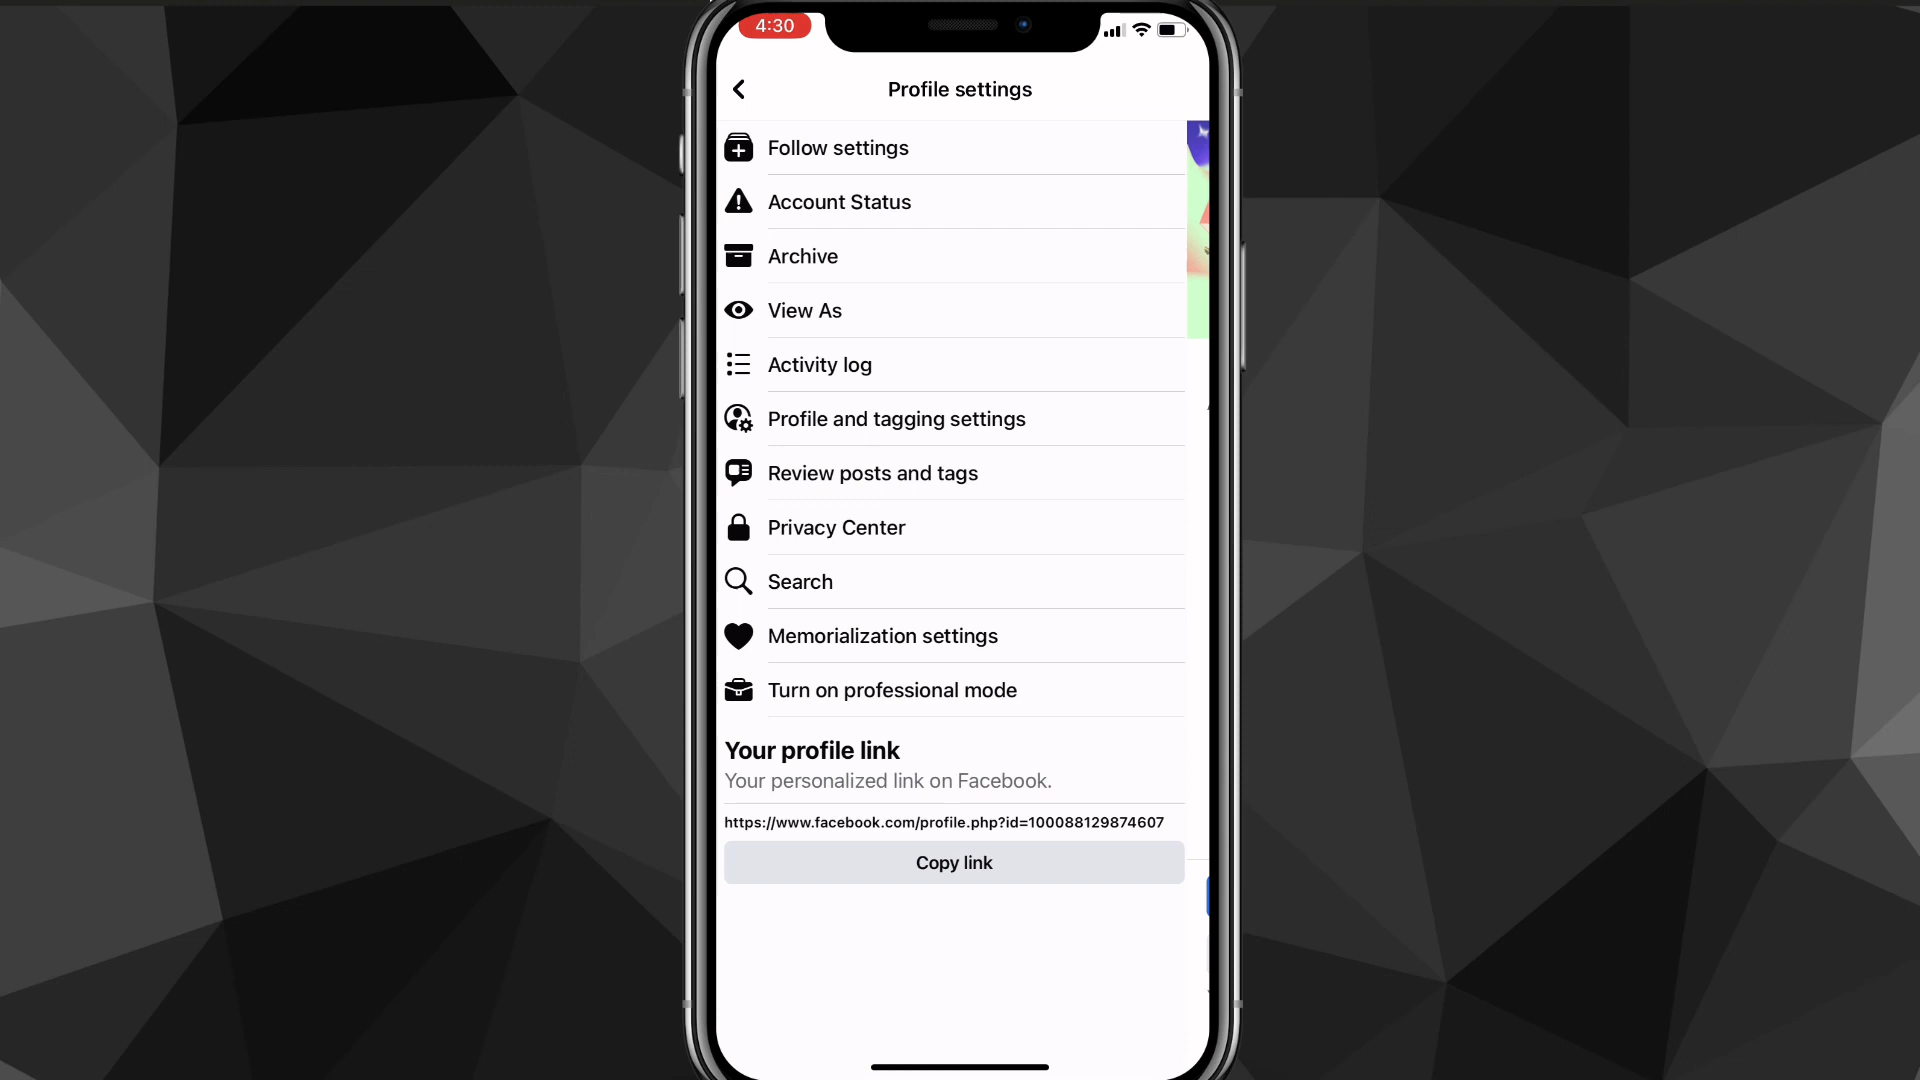 4:30
Profile settings
Follow settings
Account Status
Archive
View As
Activity log
Profile and tagging settings
Review posts and tags
Privacy Center
Search
Memorialization settings
Turn on professional mode
Your profile link
Your personalized link on Facebook.
https://www.facebook.com/profile.php?id=100088129874607
Copy link